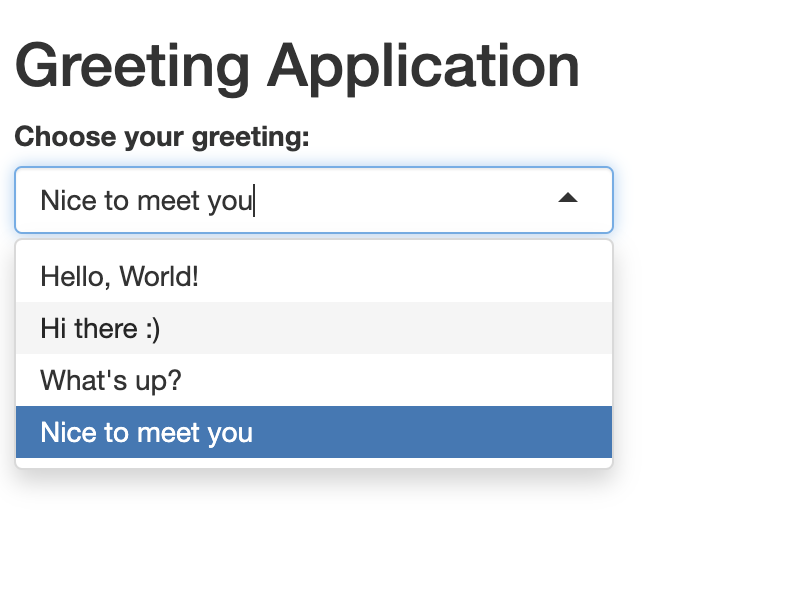 Greeting Application
Choose your greeting:
Nice to meet you
Hello, World!
Hi there :)
What's up?
Nice to meet you